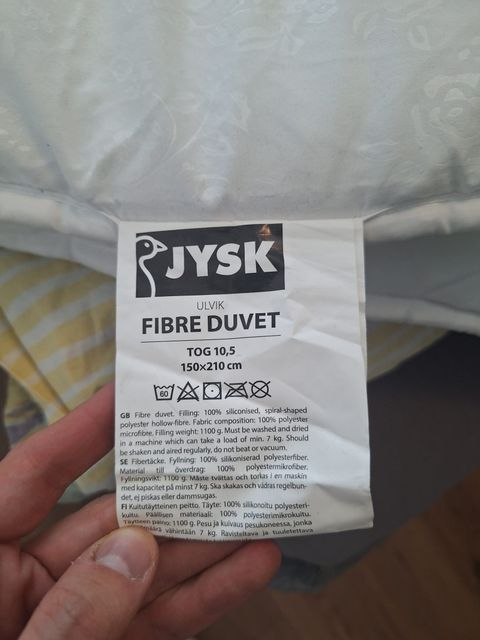 JYSK
ULVIK
FIBRE DUVET
TOG 10,5
150×210 cm
60
GB Fibre duvet. Filling: 100% siliconised, spiral-shaped
polyester hollow-fibre. Fabric composition: 100% polyester
microfibre. Filling weight: 1100 g. Must be washed and dried
in a machine which can take a load of min. 7 kg. Should
be shaken and aired regularly, do not beat or vacuum.
SE Fibertäcke. Fyllning: 100% silikoniserad polyesterfiber.
Material till överdrag: 100% polyestermikrofiber.
Fyllningsvikt: 1100 g. Måste tvättas och torkas i en maskin
med kapacitet på minst 7 kg. Ska skakas och vädras regelbun-
det, ej piskas eller dammsugas.
FI Kuitutäytteinen peitto. Täyte: 100% silikonoitu polyesteri-
kuitu. Päällisen materiaali: 100% polyesterimikrokuitu.
Täytteen paino: 1100 g. Pesu ja kuivaus pesukoneessa, jonka
vähintään 7 kg. Ravisteltava ja tuuletettava